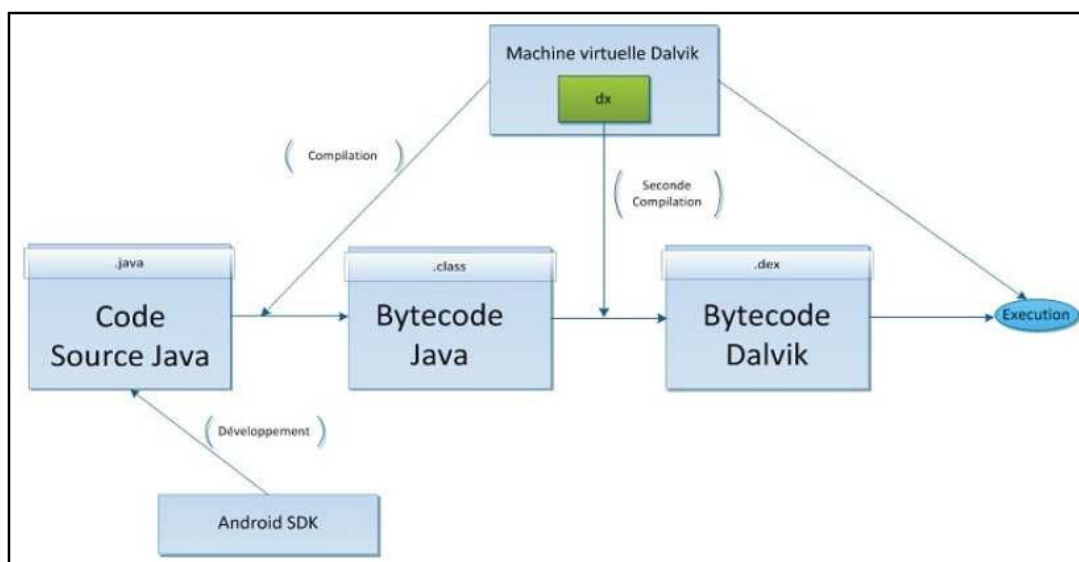 Machine virtuelle Dalvik
dx
Compilation
Seconde
Compilation
.java
Code
Source Java
.class
Bytecode
Java
.dex
Bytecode
Dalvik
Execution
Développement
Android SDK